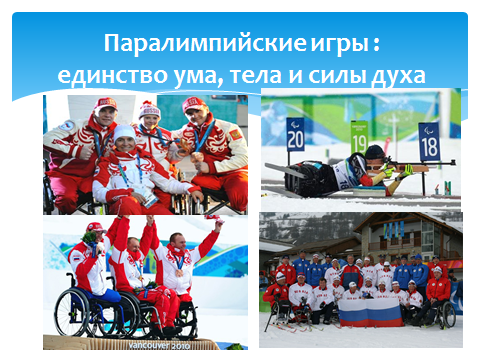 Паралимпийские игры :
единство ума, тела и силы духа
20
19
18
vancouver 2010